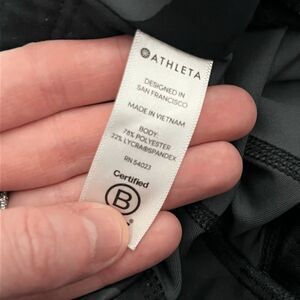 ATHLETA
DESIGNED IN
SAN FRANCISCO
MADE IN VIETNAM
BODY:
78% POLYESTER
22% LYCRA®SPANDEX
RN 54023
Certified
B